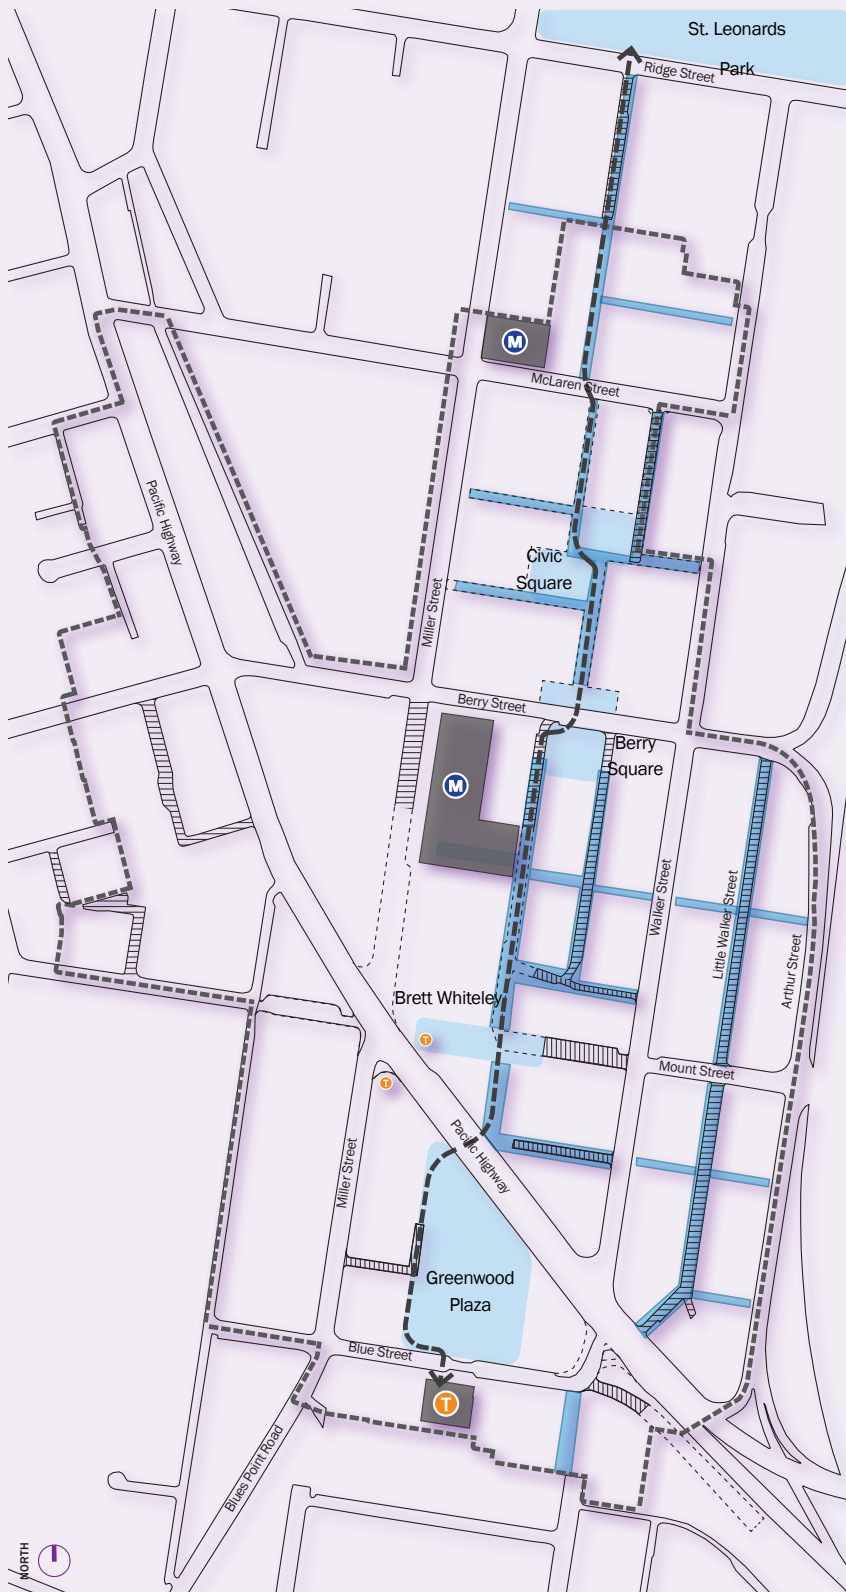 St. Leonards
Park
Ridge Street
M
McLaren Street
Pacific Highway
Civic
Square
Miller Street
Berry Street
Berry
Square
M
Walker Street
Little Walker Street
Arthur Street
Brett Whiteley
T
T
Mount Street
Pacific Highway
Miller Street
Greenwood
Plaza
Blue Street
T
Blues Point Road
NORTH